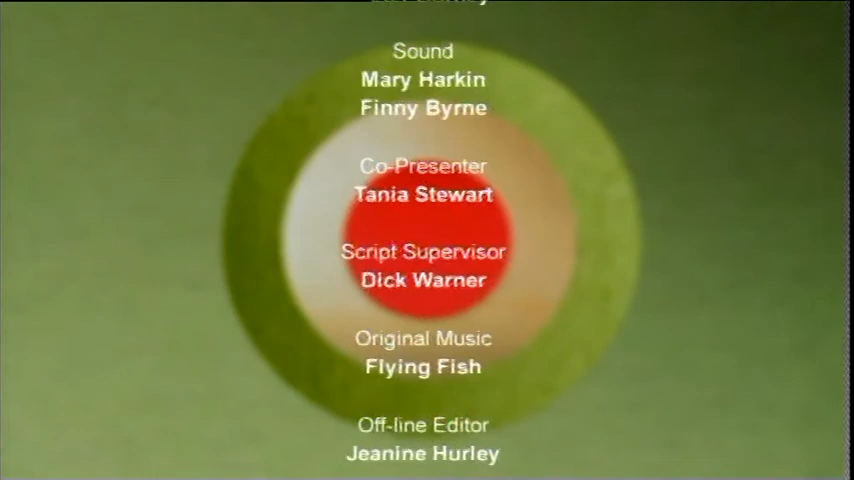 Sound
Mary Harkin
Finny Byrne
Co-Presenter
Tania Stewart
Script Supervisor
Dick Warner
Original Music
Flying Fish
Off-line Editor
Jeanine Hurley